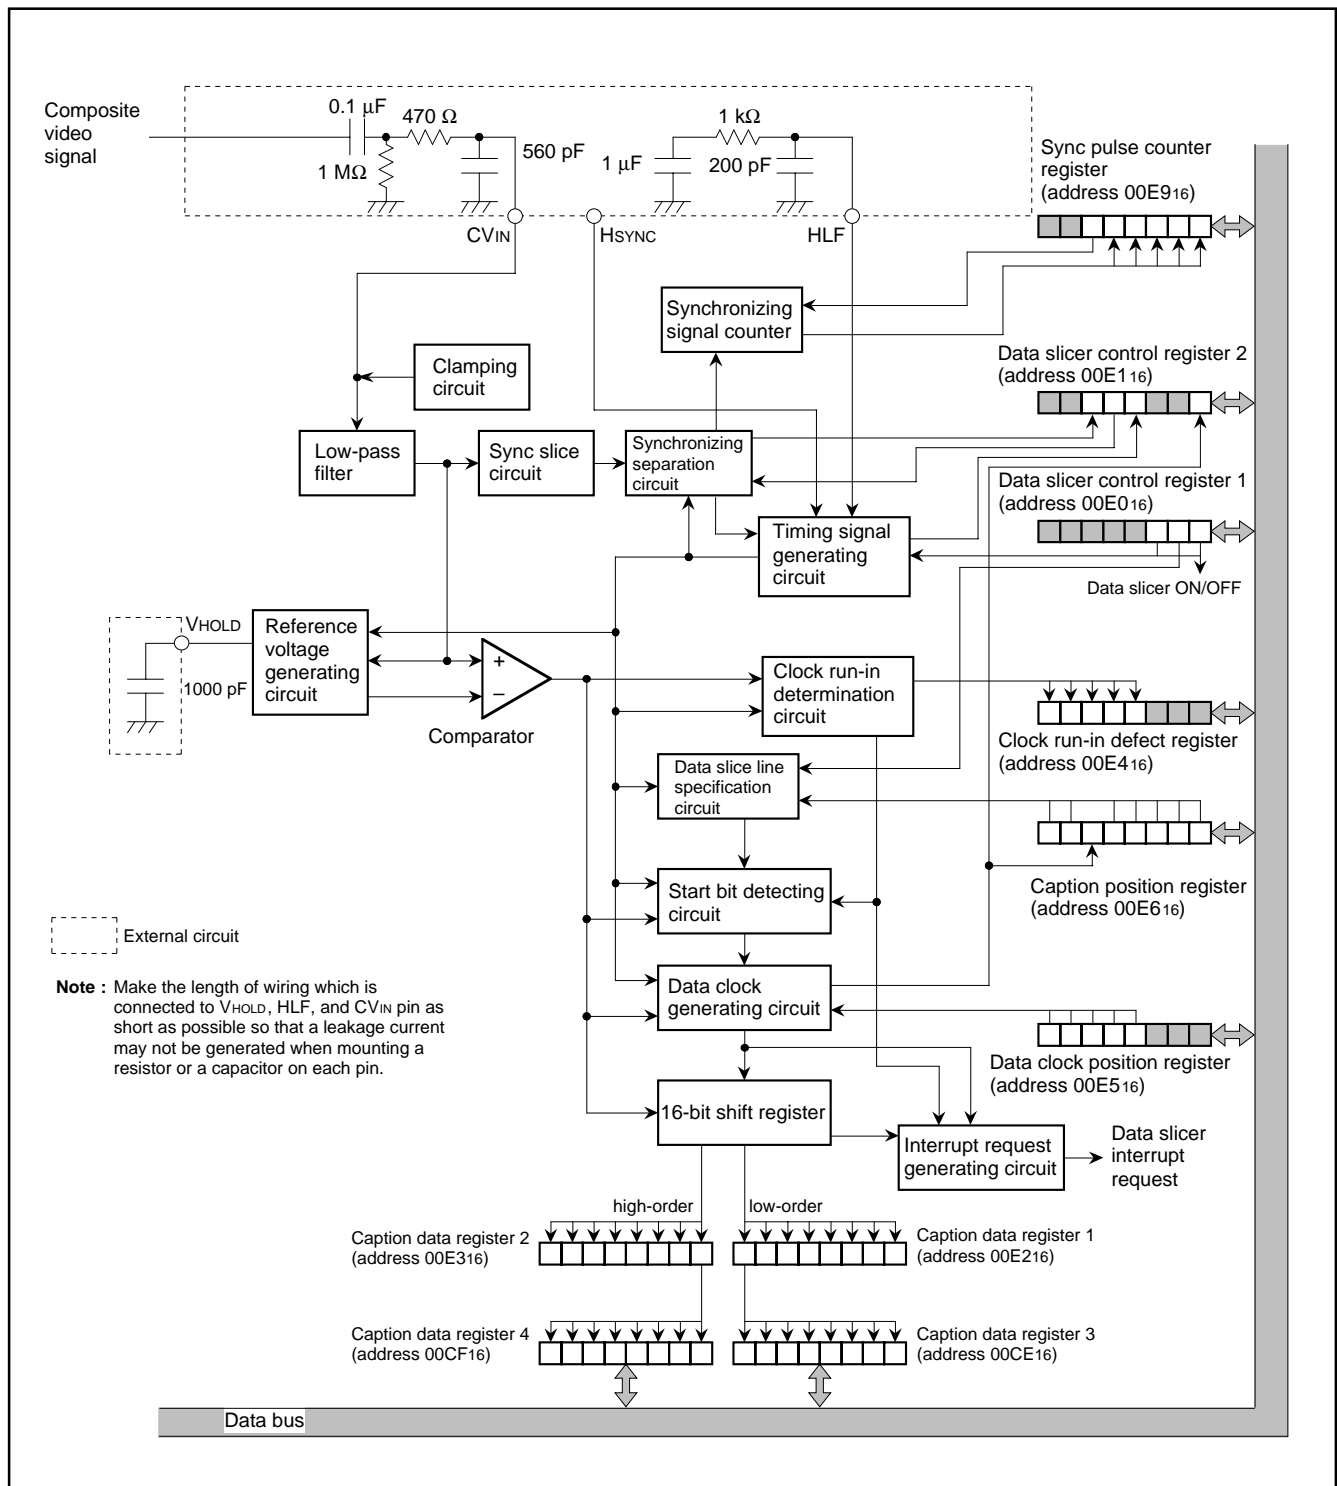 Composite
video
signal
0.1 μF
470 Ω
1 MΩ
560 pF
1 kΩ
1 μF
200 pF
Sync pulse counter
register
(address 00E916)
CVIN
HSYNC
HLF
Synchronizing
signal counter
Data slicer control register 2
(address 00E116)
Clamping
circuit
Low-pass
filter
Sync slice
circuit
Synchronizing
separation
circuit
Data slicer control register 1
(address 00E016)
Timing signal
generating
circuit
Data slicer ON/OFF
VHOLD
1000 pF
Reference
voltage
generating
circuit
+
−
Comparator
Clock run-in
determination
circuit
Clock run-in defect register
(address 00E416)
Data slice line
specification
circuit
Start bit detecting
circuit
Caption position register
(address 00E616)
External circuit
Note : Make the length of wiring which is
connected to VHOLD, HLF, and CVIN pin as
short as possible so that a leakage current
may not be generated when mounting a
resistor or a capacitor on each pin.
Data clock
generating circuit
Data clock position register
(address 00E516)
16-bit shift register
Interrupt request
generating circuit
Data slicer
interrupt
request
high-order
low-order
Caption data register 2
(address 00E316)
Caption data register 1
(address 00E216)
Caption data register 4
(address 00CF16)
Caption data register 3
(address 00CE16)
Data bus